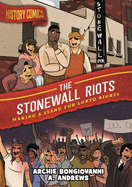 HISTORY COMICS
STONEWALL
THE
STONEWALL RIOTS
MAKING A STAND FOR LGBTQ RIGHTS
ARCHIE BONGIOVANNI
A. ANDREWS